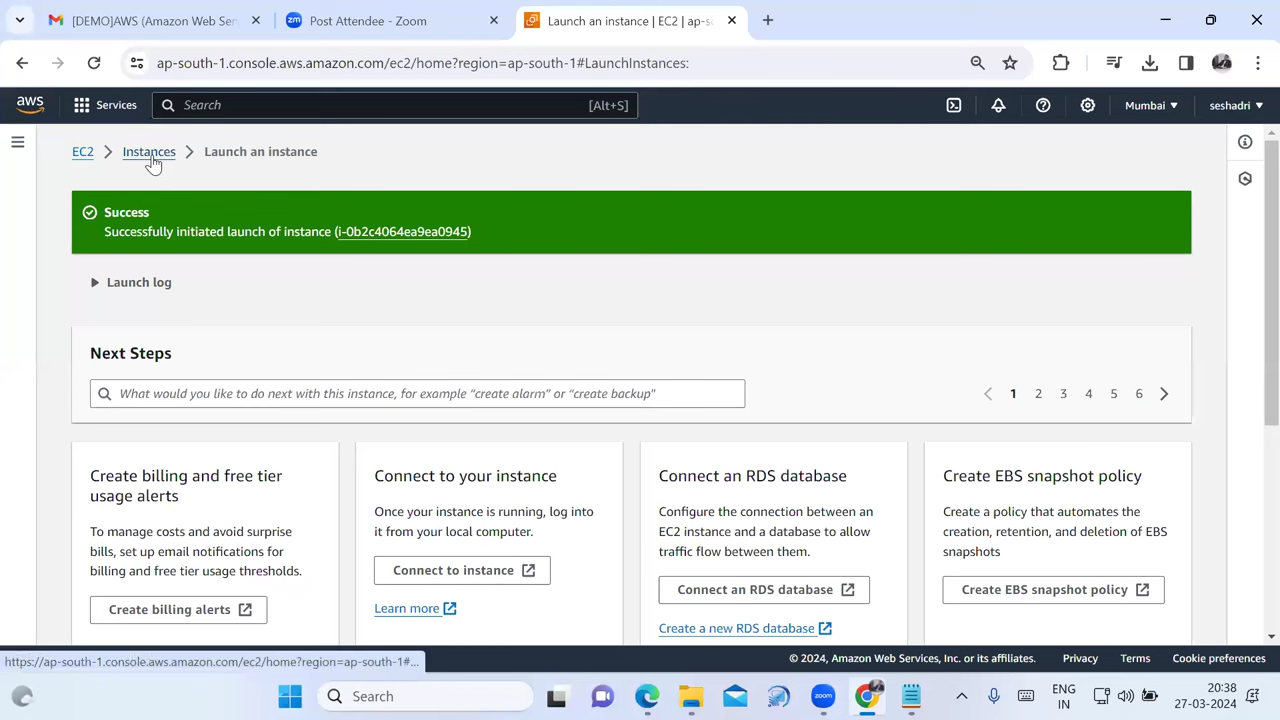 [DEMO]AWS (Amazon Web Ser
Post Attendee - Zoom
Launch an instance | EC2 | ap-s
ap-south-1.console.aws.amazon.com/ec2/home?region=ap-south-1#LaunchInstances:
aws
Services
Search
[Alt+S]
Mumbai
seshadri
EC2
Instances
Launch an instance
Success
Successfully initiated launch of instance (i-0b2c4064ea9ea0945)
Launch log
Next Steps
What would you like to do next with this instance, for example "create alarm" or "create backup"
1 2 3 4 5 6
Create billing and free tier
usage alerts
To manage costs and avoid surprise
bills, set up email notifications for
billing and free tier usage thresholds.
Create billing alerts
Connect to your instance
Once your instance is running, log into
it from your local computer.
Connect to instance
Learn more
Connect an RDS database
Configure the connection between an
EC2 instance and a database to allow
traffic flow between them.
Connect an RDS database
Create a new RDS database
Create EBS snapshot policy
Create a policy that automates the
creation, retention, and deletion of EBS
snapshots
Create EBS snapshot policy
https://ap-south-1.console.aws.amazon.com/ec2/home?region=ap-south-1#...
© 2024, Amazon Web Services, Inc. or its affiliates.
Privacy
Terms
Cookie preferences
Search
zoom
ENG
IN
20:38
27-03-2024